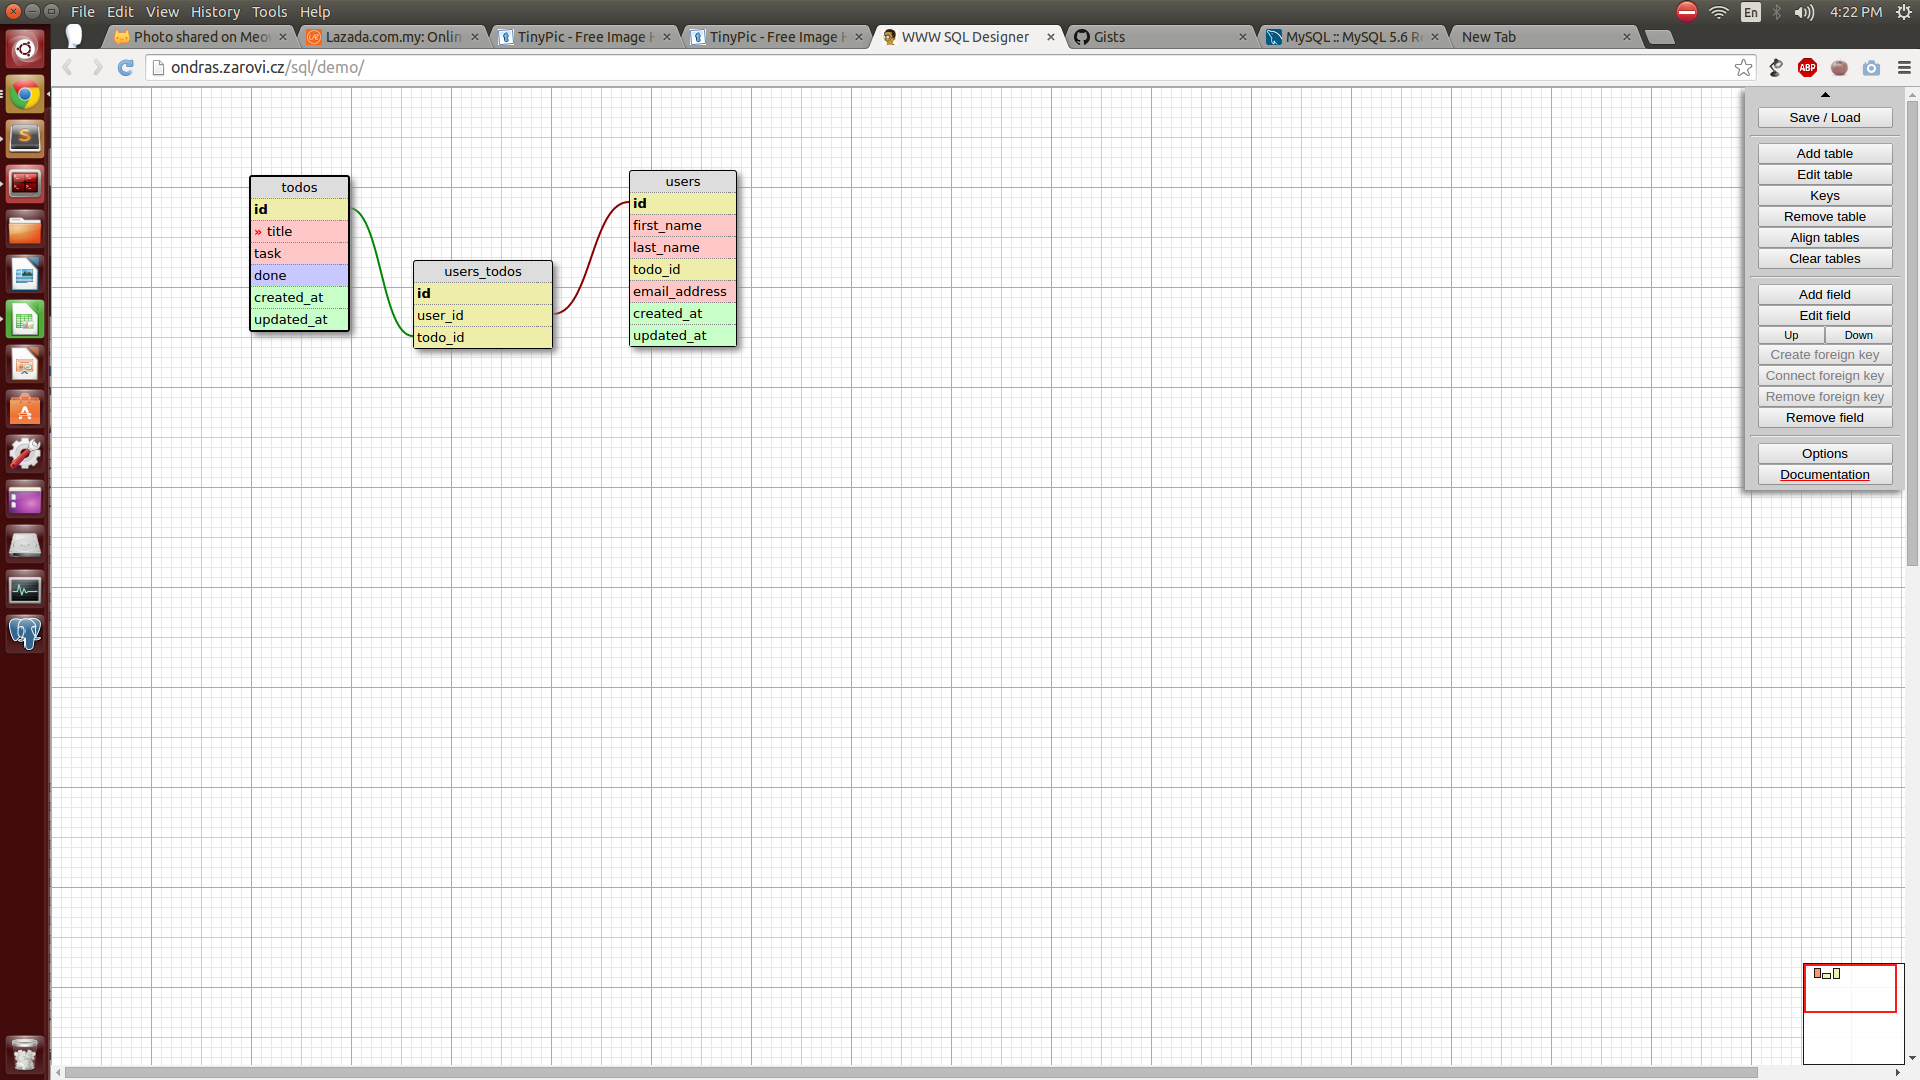 File Edit View History Tools Help
En
4:22 PM
Photo shared on Meow
Lazada.com.my: Onlin
TinyPic - Free Image H
TinyPic - Free Image H
WWW SQL Designer
Gists
MySQL :: MySQL 5.6 Re
New Tab
ondras.zarovi.cz/sql/demo/
ABP
todos
id
» title
task
done
created_at
updated_at
users_todos
id
user_id
todo_id
users
id
first_name
last_name
todo_id
email_address
created_at
updated_at
Save / Load
Add table
Edit table
Keys
Remove table
Align tables
Clear tables
Add field
Edit field
Up Down
Create foreign key
Connect foreign key
Remove foreign key
Remove field
Options
Documentation